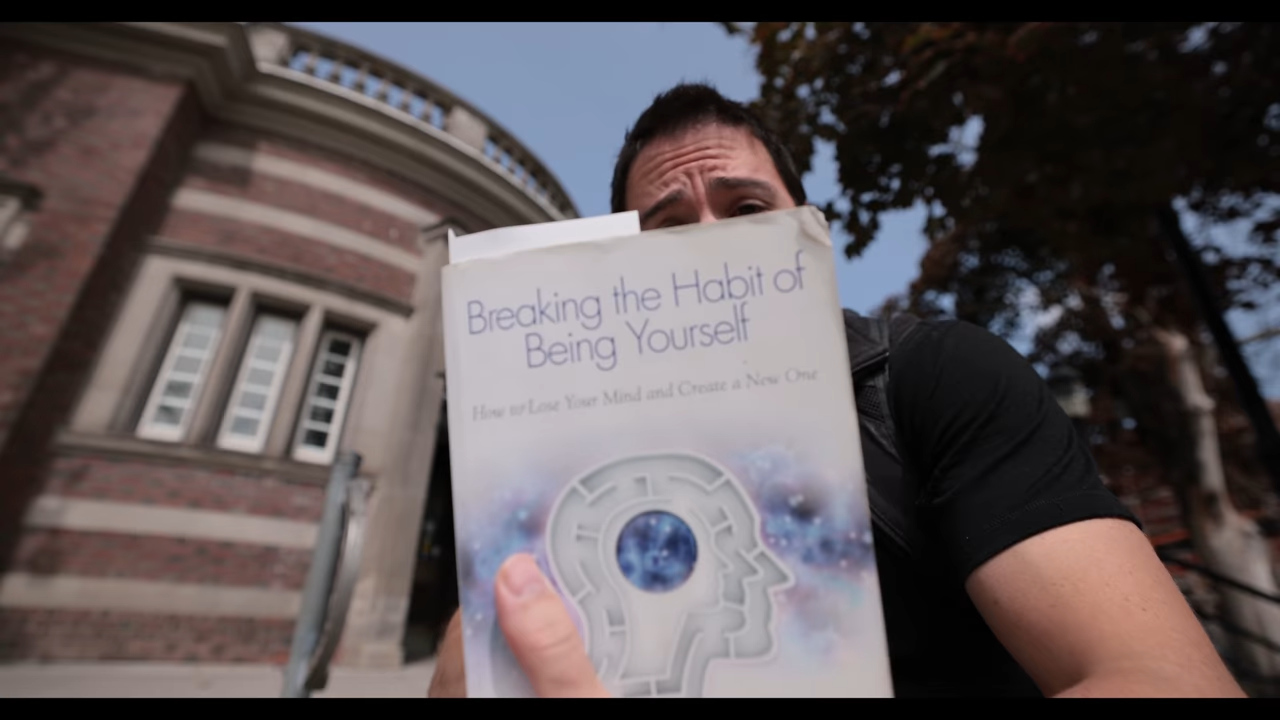 Breaking the Habit of
Being Yourself
How to Lose Your Mind and Create a New One